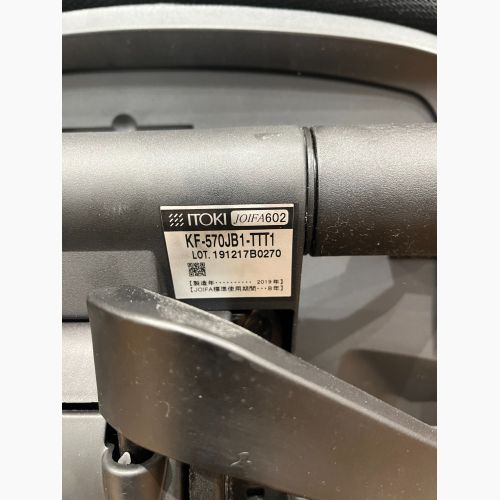 ITOKI JOIFA602
KF-570JB1-TTT1
LOT.191217B0270
【製造年・・・・・・・・・・ 2019年】
【JOIFA標準使用期間・・・8年】